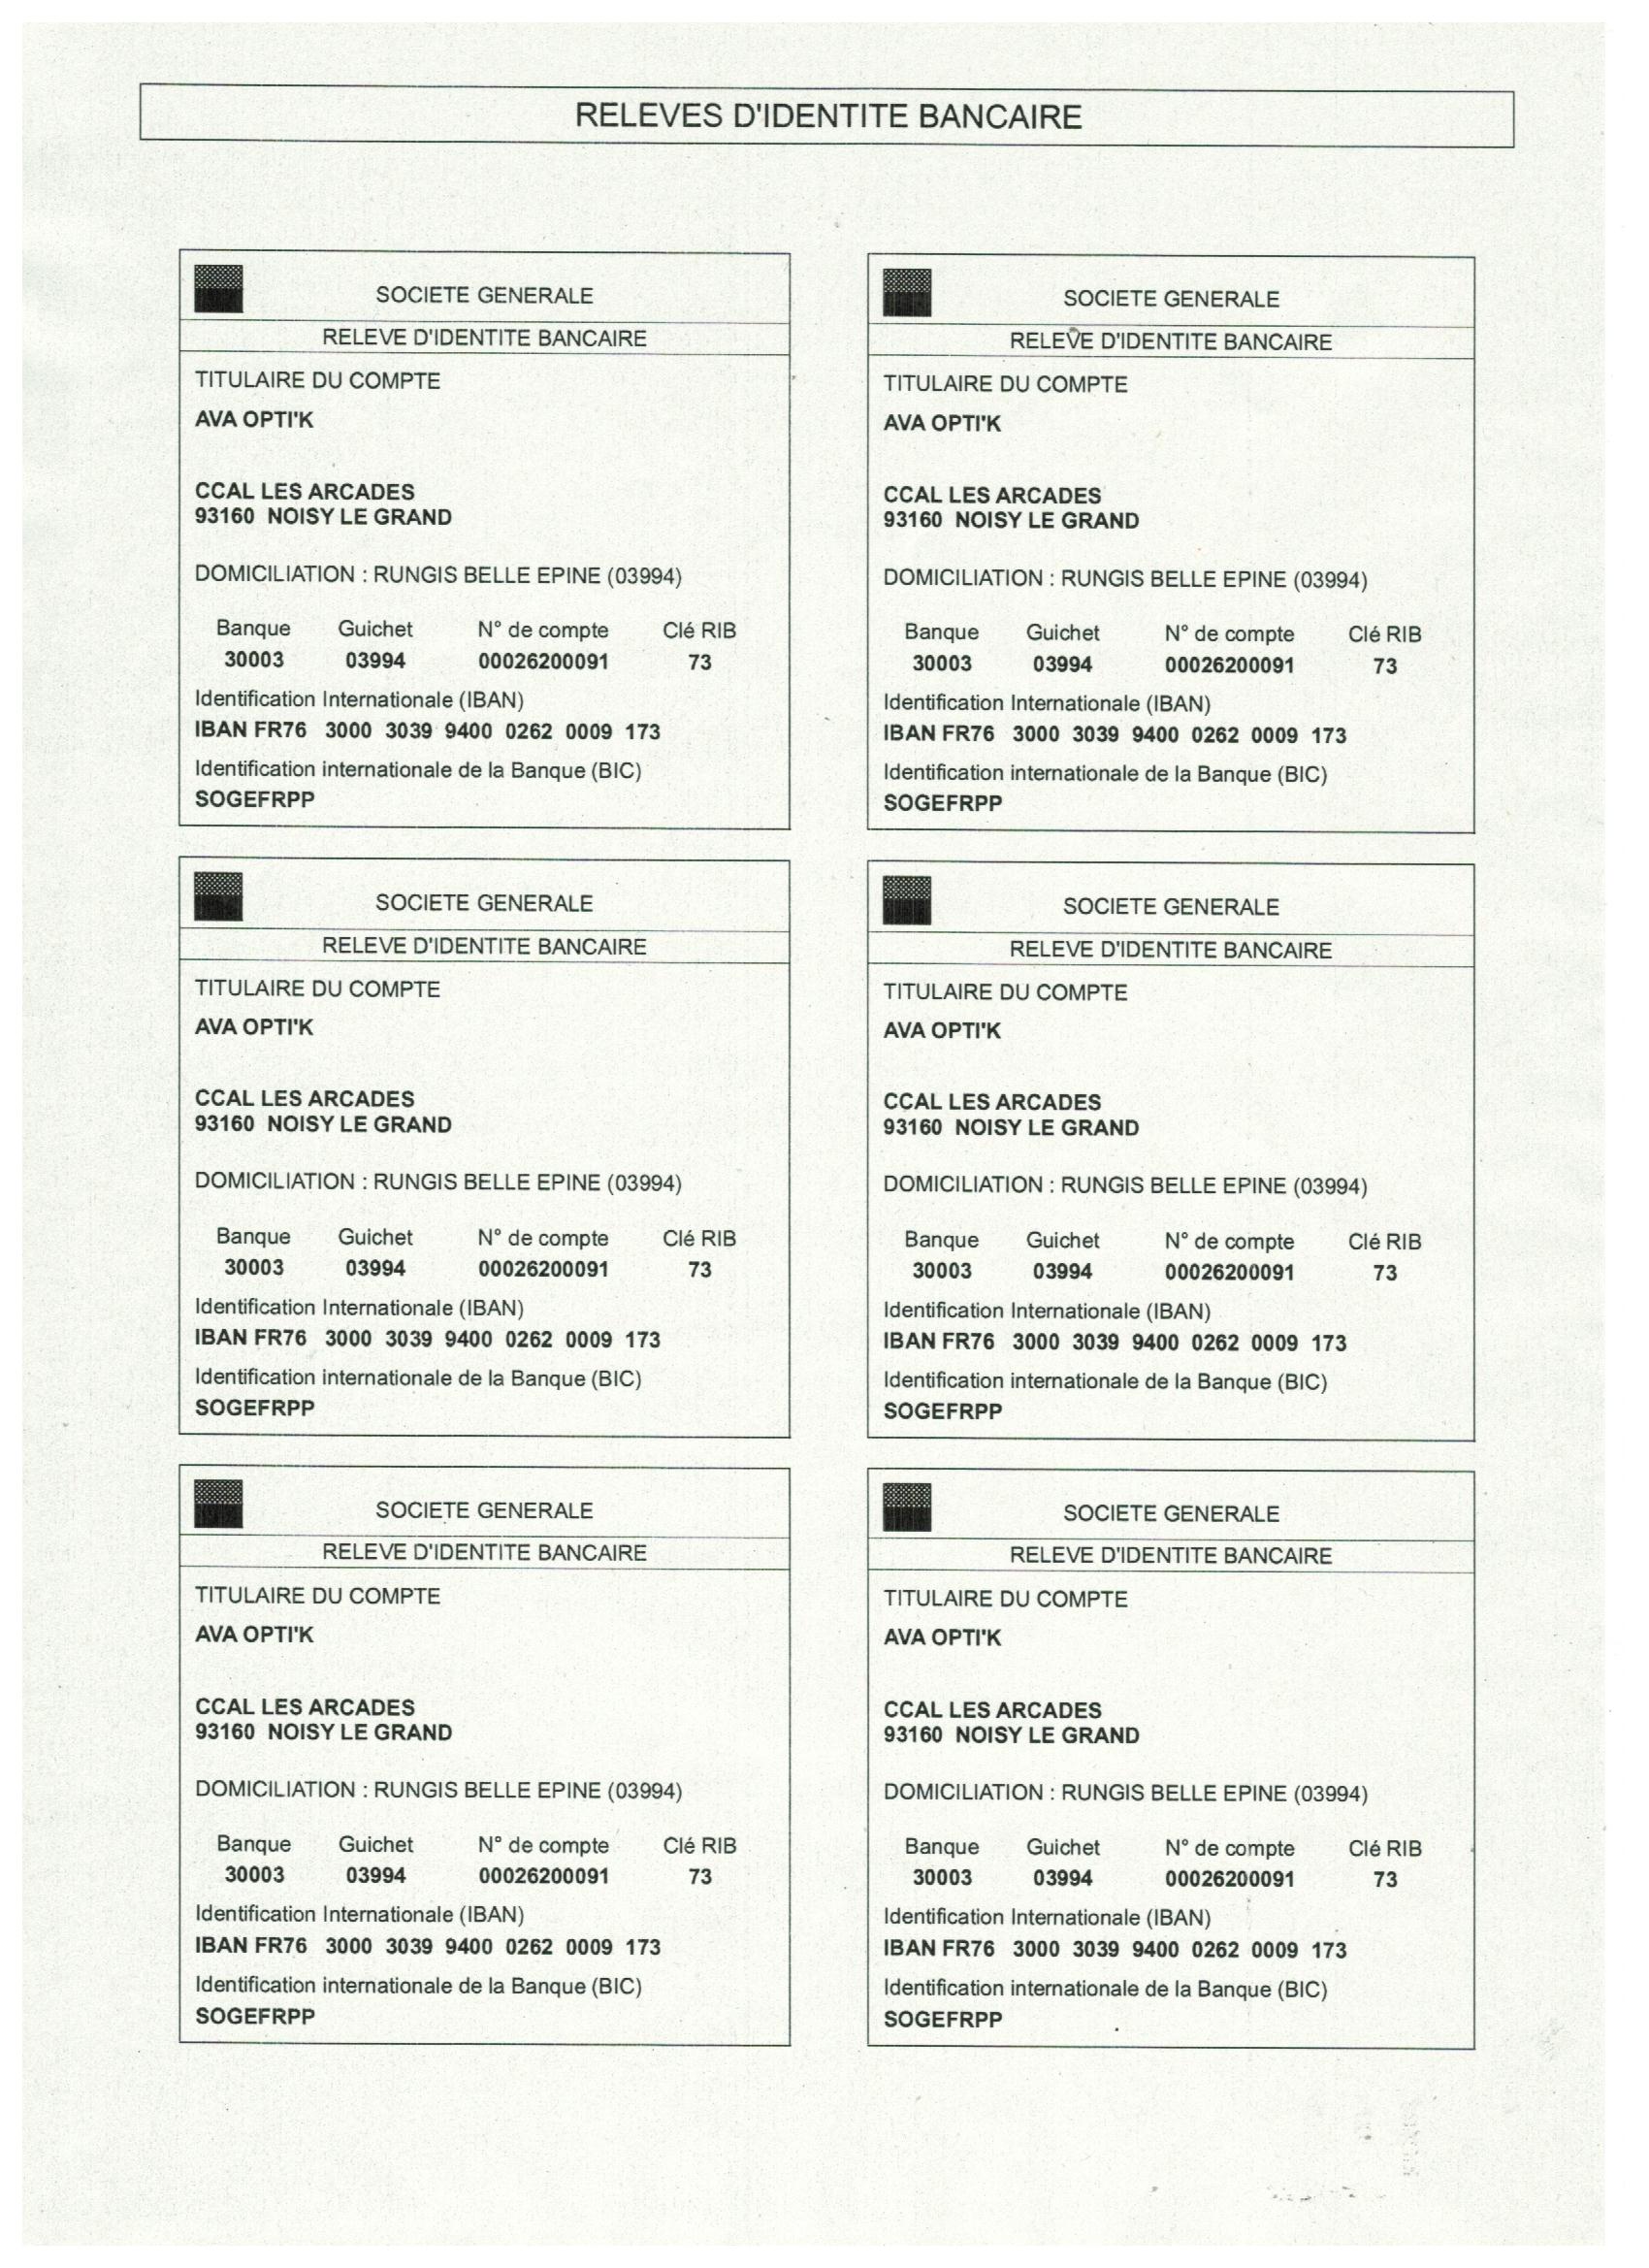 RELEVES D'IDENTITE BANCAIRE
SOCIETE GENERALE
RELEVE D'IDENTITE BANCAIRE
TITULAIRE DU COMPTE
AVA OPTI'K
CCAL LES ARCADES
93160 NOISY LE GRAND
DOMICILIATION : RUNGIS BELLE EPINE (03994)
Banque Guichet N° de compte Clé RIB
30003 03994 00026200091 73
Identification Internationale (IBAN)
IBAN FR76 3000 3039 9400 0262 0009 173
Identification internationale de la Banque (BIC)
SOGEFRPP
SOCIETE GENERALE
RELEVE D'IDENTITE BANCAIRE
TITULAIRE DU COMPTE
AVA OPTI'K
CCAL LES ARCADES
93160 NOISY LE GRAND
DOMICILIATION : RUNGIS BELLE EPINE (03994)
Banque Guichet N° de compte Clé RIB
30003 03994 00026200091 73
Identification Internationale (IBAN)
IBAN FR76 3000 3039 9400 0262 0009 173
Identification internationale de la Banque (BIC)
SOGEFRPP
SOCIETE GENERALE
RELEVE D'IDENTITE BANCAIRE
TITULAIRE DU COMPTE
AVA OPTI'K
CCAL LES ARCADES
93160 NOISY LE GRAND
DOMICILIATION : RUNGIS BELLE EPINE (03994)
Banque Guichet N° de compte Clé RIB
30003 03994 00026200091 73
Identification Internationale (IBAN)
IBAN FR76 3000 3039 9400 0262 0009 173
Identification internationale de la Banque (BIC)
SOGEFRPP
SOCIETE GENERALE
RELEVE D'IDENTITE BANCAIRE
TITULAIRE DU COMPTE
AVA OPTI'K
CCAL LES ARCADES
93160 NOISY LE GRAND
DOMICILIATION : RUNGIS BELLE EPINE (03994)
Banque Guichet N° de compte Clé RIB
30003 03994 00026200091 73
Identification Internationale (IBAN)
IBAN FR76 3000 3039 9400 0262 0009 173
Identification internationale de la Banque (BIC)
SOGEFRPP
SOCIETE GENERALE
RELEVE D'IDENTITE BANCAIRE
TITULAIRE DU COMPTE
AVA OPTI'K
CCAL LES ARCADES
93160 NOISY LE GRAND
DOMICILIATION : RUNGIS BELLE EPINE (03994)
Banque Guichet N° de compte Clé RIB
30003 03994 00026200091 73
Identification Internationale (IBAN)
IBAN FR76 3000 3039 9400 0262 0009 173
Identification internationale de la Banque (BIC)
SOGEFRPP
SOCIETE GENERALE
RELEVE D'IDENTITE BANCAIRE
TITULAIRE DU COMPTE
AVA OPTI'K
CCAL LES ARCADES
93160 NOISY LE GRAND
DOMICILIATION : RUNGIS BELLE EPINE (03994)
Banque Guichet N° de compte Clé RIB
30003 03994 00026200091 73
Identification Internationale (IBAN)
IBAN FR76 3000 3039 9400 0262 0009 173
Identification internationale de la Banque (BIC)
SOGEFRPP